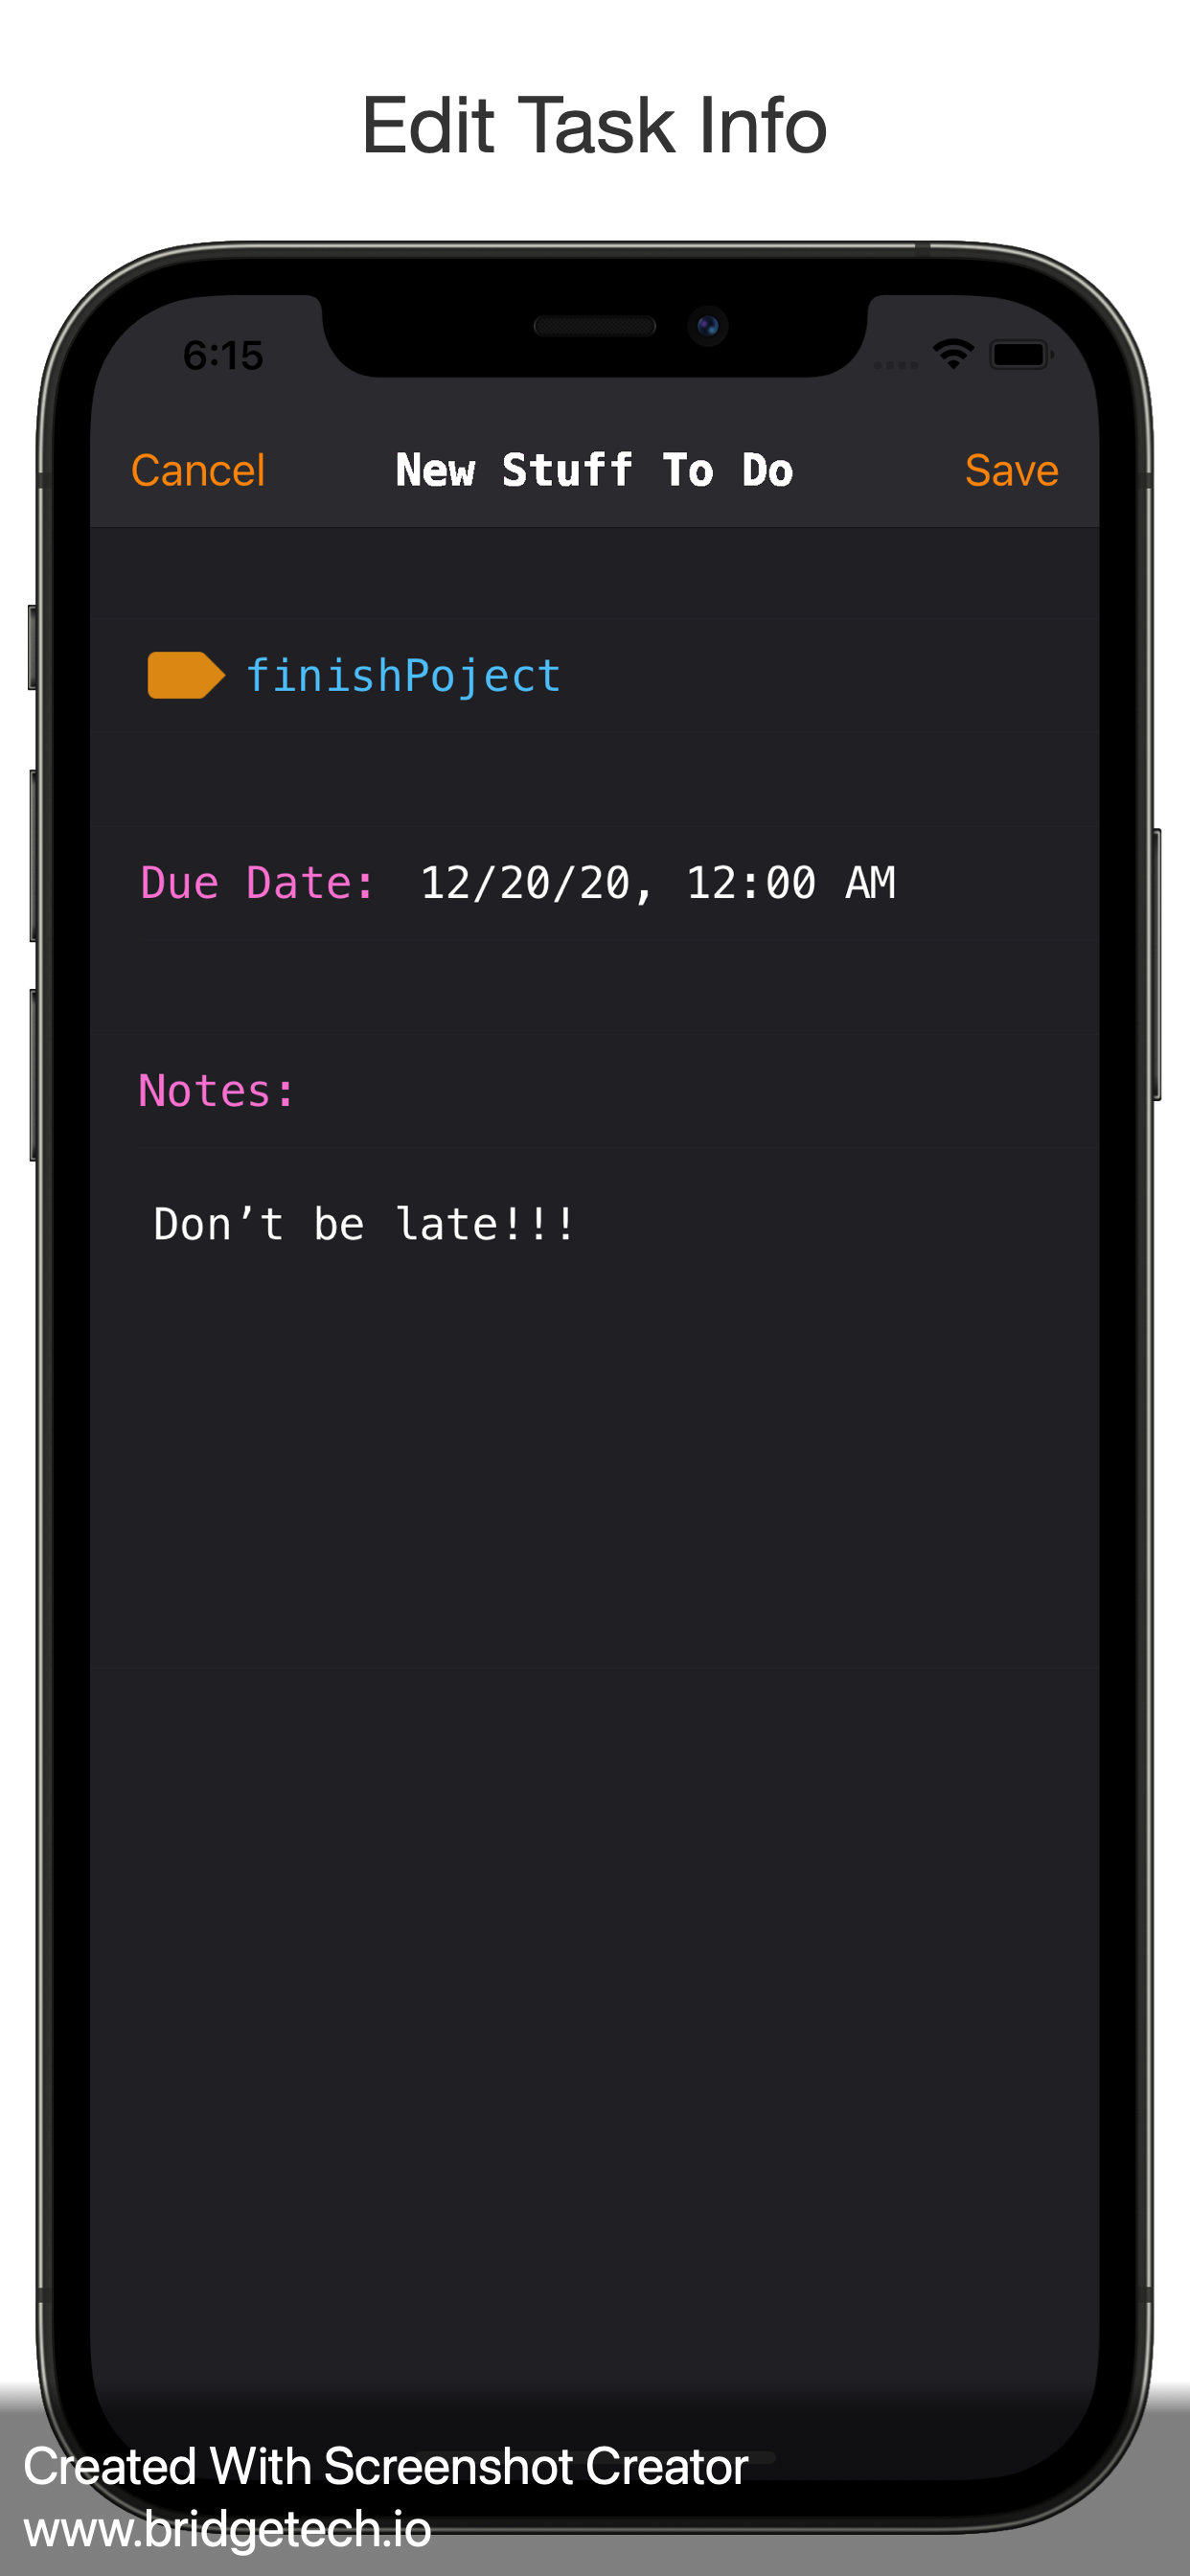 Edit Task Info
6:15
Cancel New Stuff To Do Save
finishPoject
Due Date: 12/20/20, 12:00 AM
Notes:
Don’t be late!!!
Created With Screenshot Creator
www.bridgetech.io